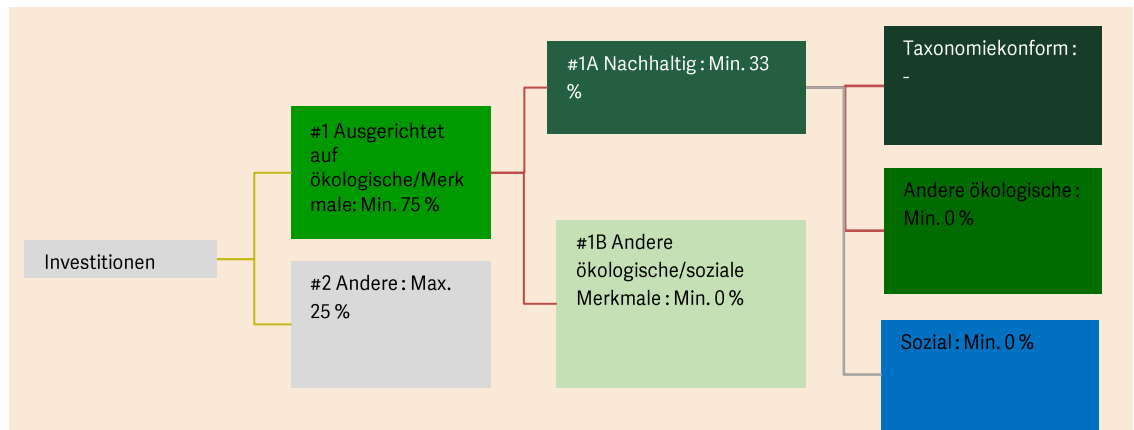 Investitionen
#1 Ausgerichtet
auf
ökologische/Merk
male: Min. 75 %
#2 Andere : Max.
25 %
#1A Nachhaltig : Min. 33
%
#1B Andere
ökologische/soziale
Merkmale : Min. 0 %
Taxonomiekonform :
-
Andere ökologische :
Min. 0 %
Sozial : Min. 0 %